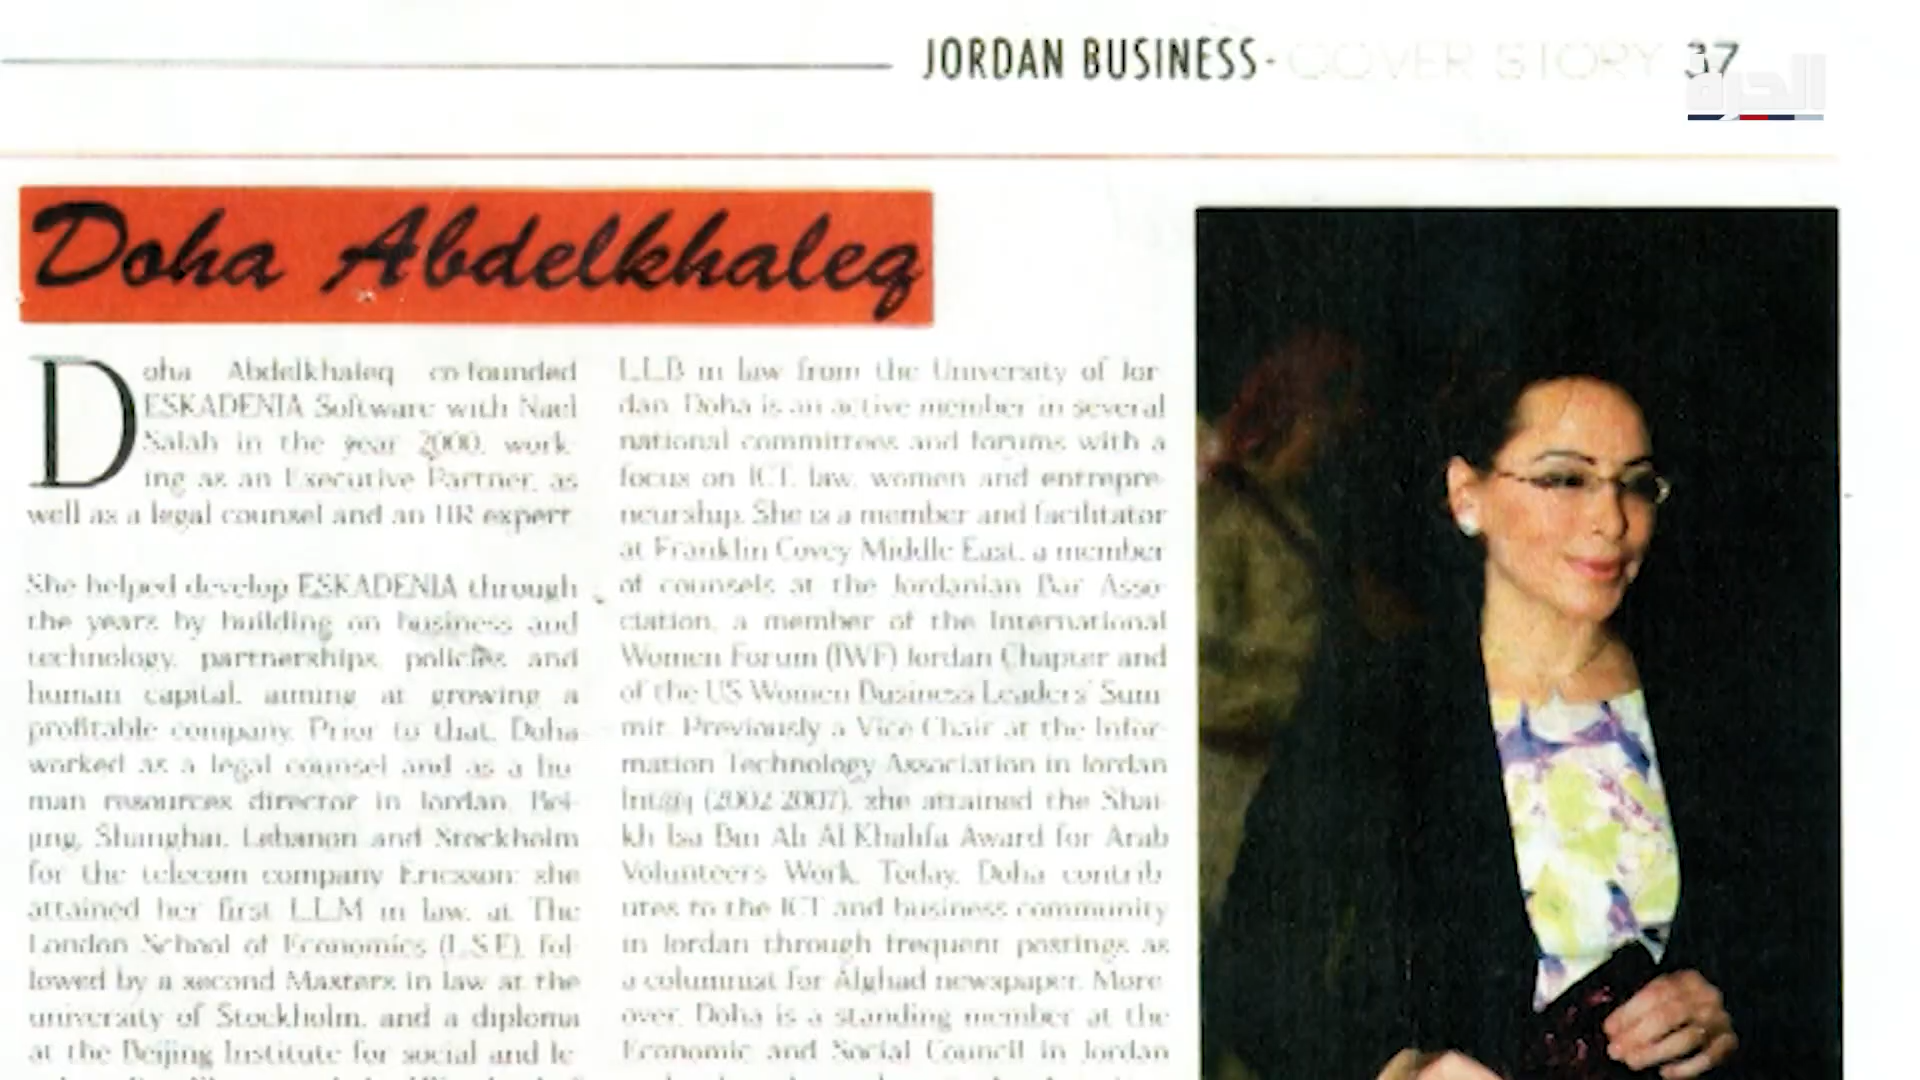 JORDAN BUSINESS - COVER STORY 37
الحرة
Doha Abdelkhaleq
Doha Abdelkhaleq co-founded
ESKADENIA Software with Nael
Salah in the year 2000, work-
ing as an Executive Partner, as
well as a legal counsel and an HR expert.
She helped develop ESKADENIA through
the years by building on business and
technology, partnerships, policies and
human capital, aiming at growing a
profitable company. Prior to that, Doha
worked as a legal counsel and as a hu-
man resources director in Jordan, Bei-
jing, Shanghai, Lebanon and Stockholm
for the telecom company Ericsson; she
attained her first L.L.M in law, at The
London School of Economics (L.S.E), fol-
lowed by a second Masters in law at the
university of Stockholm, and a diploma
at the Beijing Institute for social and le-
L.L.B in law from the University of Jor-
dan. Doha is an active member in several
national committees and forums with a
focus on ICT, law, women and entrepre-
neurship. She is a member and facilitator
at Franklin Covey Middle East, a member
of counsels at the Jordanian Bar Asso-
ciation, a member of the International
Women Forum (IWF) Jordan Chapter and
of the US Women Business Leaders' Sum-
mit. Previously a Vice Chair at the Infor-
mation Technology Association in Jordan
Int@j (2002-2007), she attained the Shai-
kh Isa Bin Ali Al Khalifa Award for Arab
Volunteers Work. Today, Doha contrib-
utes to the ICT and business community
in Jordan through frequent postings as
a columnist for Alghad newspaper. More-
over, Doha is a standing member at the
Economic and Social Council in Jordan